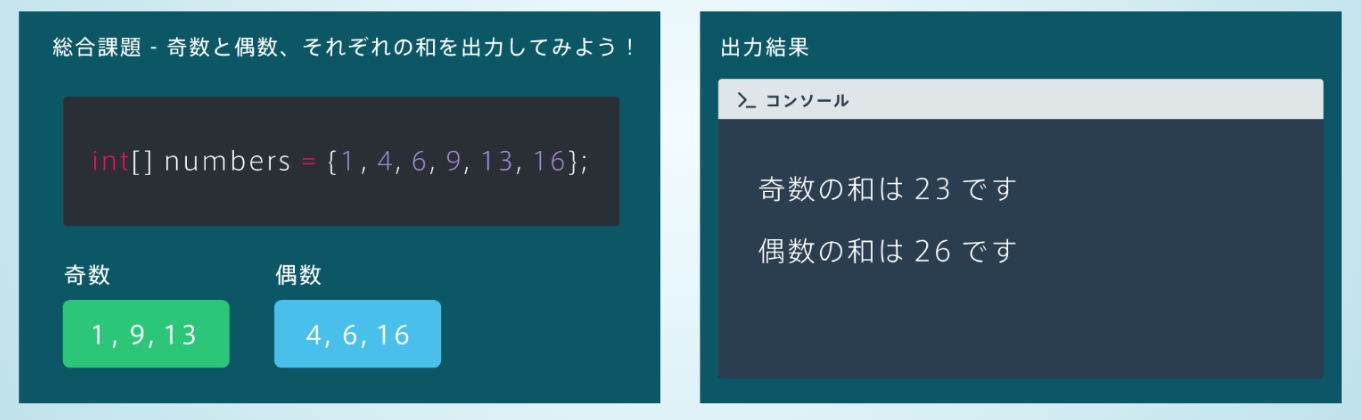 総合課題 - 奇数と偶数、それぞれの和を出力してみよう！
int[] numbers = {1, 4, 6, 9, 13, 16};
奇数
1, 9, 13
偶数
4, 6, 16
出力結果
>_ コンソール
奇数の和は 23 です
偶数の和は 26 です